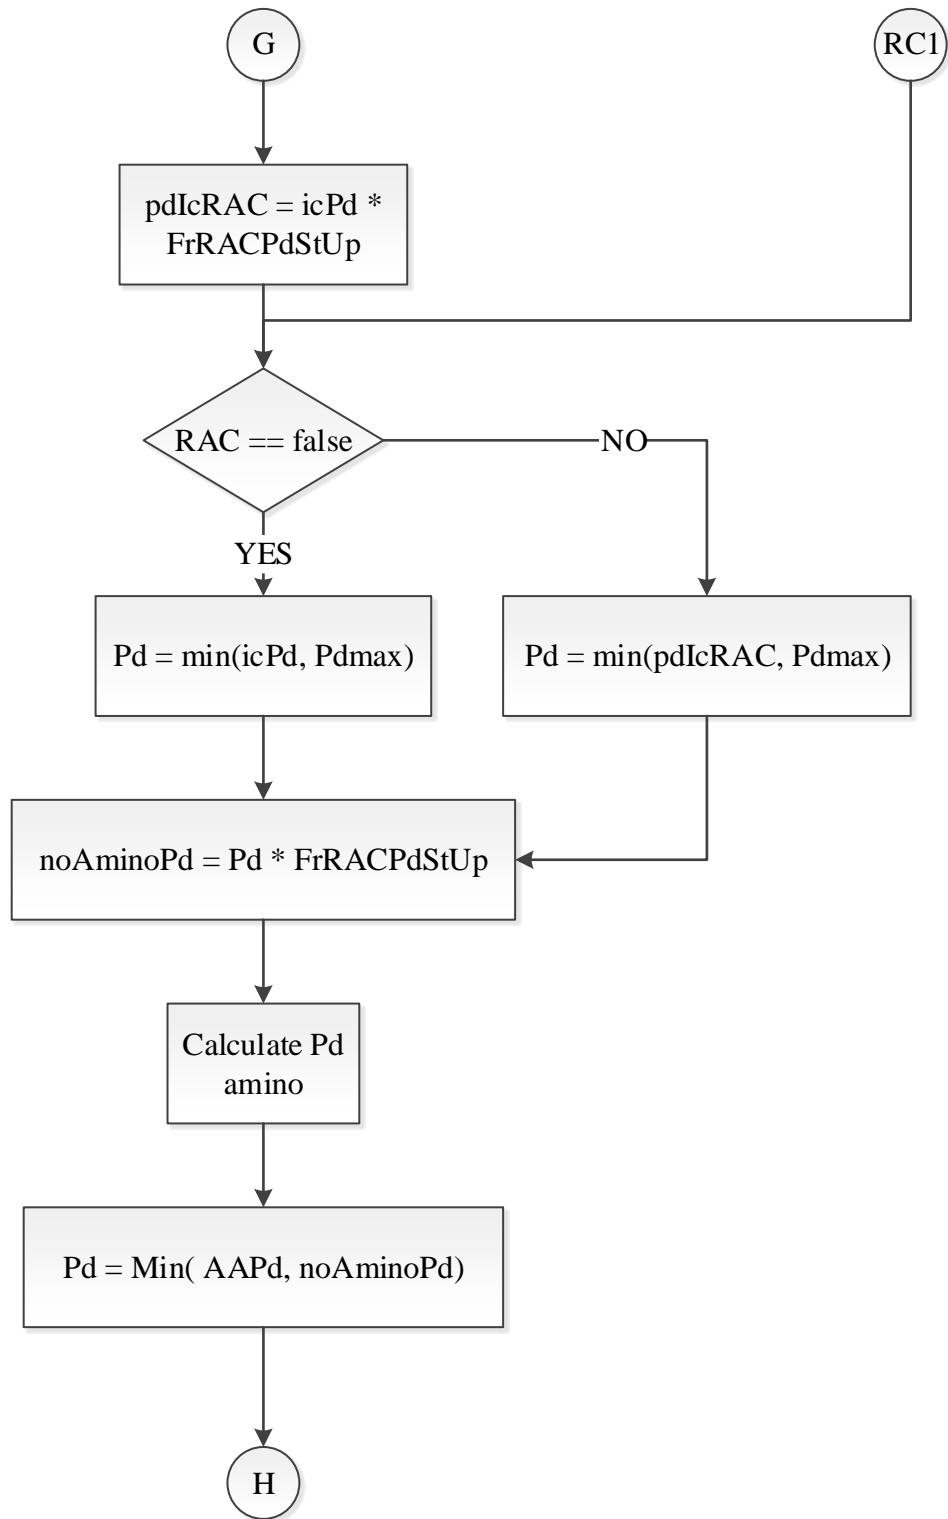 G
RC1
pdIcRAC = icPd *
FrRACPdStUp
RAC == false
NO
YES
Pd = min(icPd, Pdmax)
Pd = min(pdIcRAC, Pdmax)
noAminoPd = Pd * FrRACPdStUp
Calculate Pd
amino
Pd = Min( AAPd, noAminoPd)
H